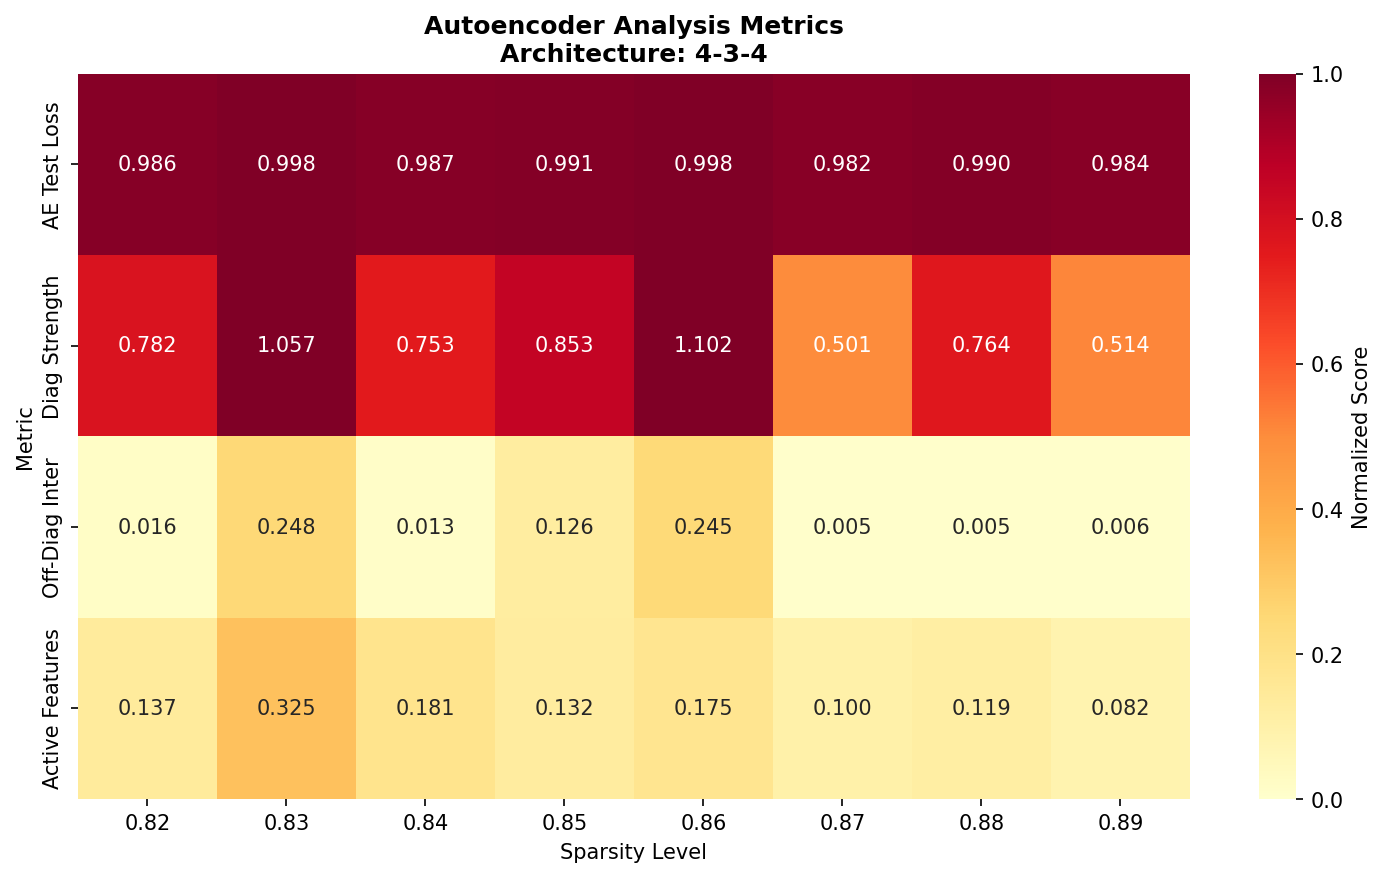 Autoencoder Analysis Metrics
Architecture: 4-3-4
Metric
AE Test Loss
0.986 0.998 0.987 0.991 0.998 0.982 0.990 0.984
Diag Strength
0.782 1.057 0.753 0.853 1.102 0.501 0.764 0.514
Off-Diag Inter
0.016 0.248 0.013 0.126 0.245 0.005 0.005 0.006
Active Features
0.137 0.325 0.181 0.132 0.175 0.100 0.119 0.082
0.82 0.83 0.84 0.85 0.86 0.87 0.88 0.89
Sparsity Level
1.0
0.8
0.6
0.4
0.2
0.0
Normalized Score